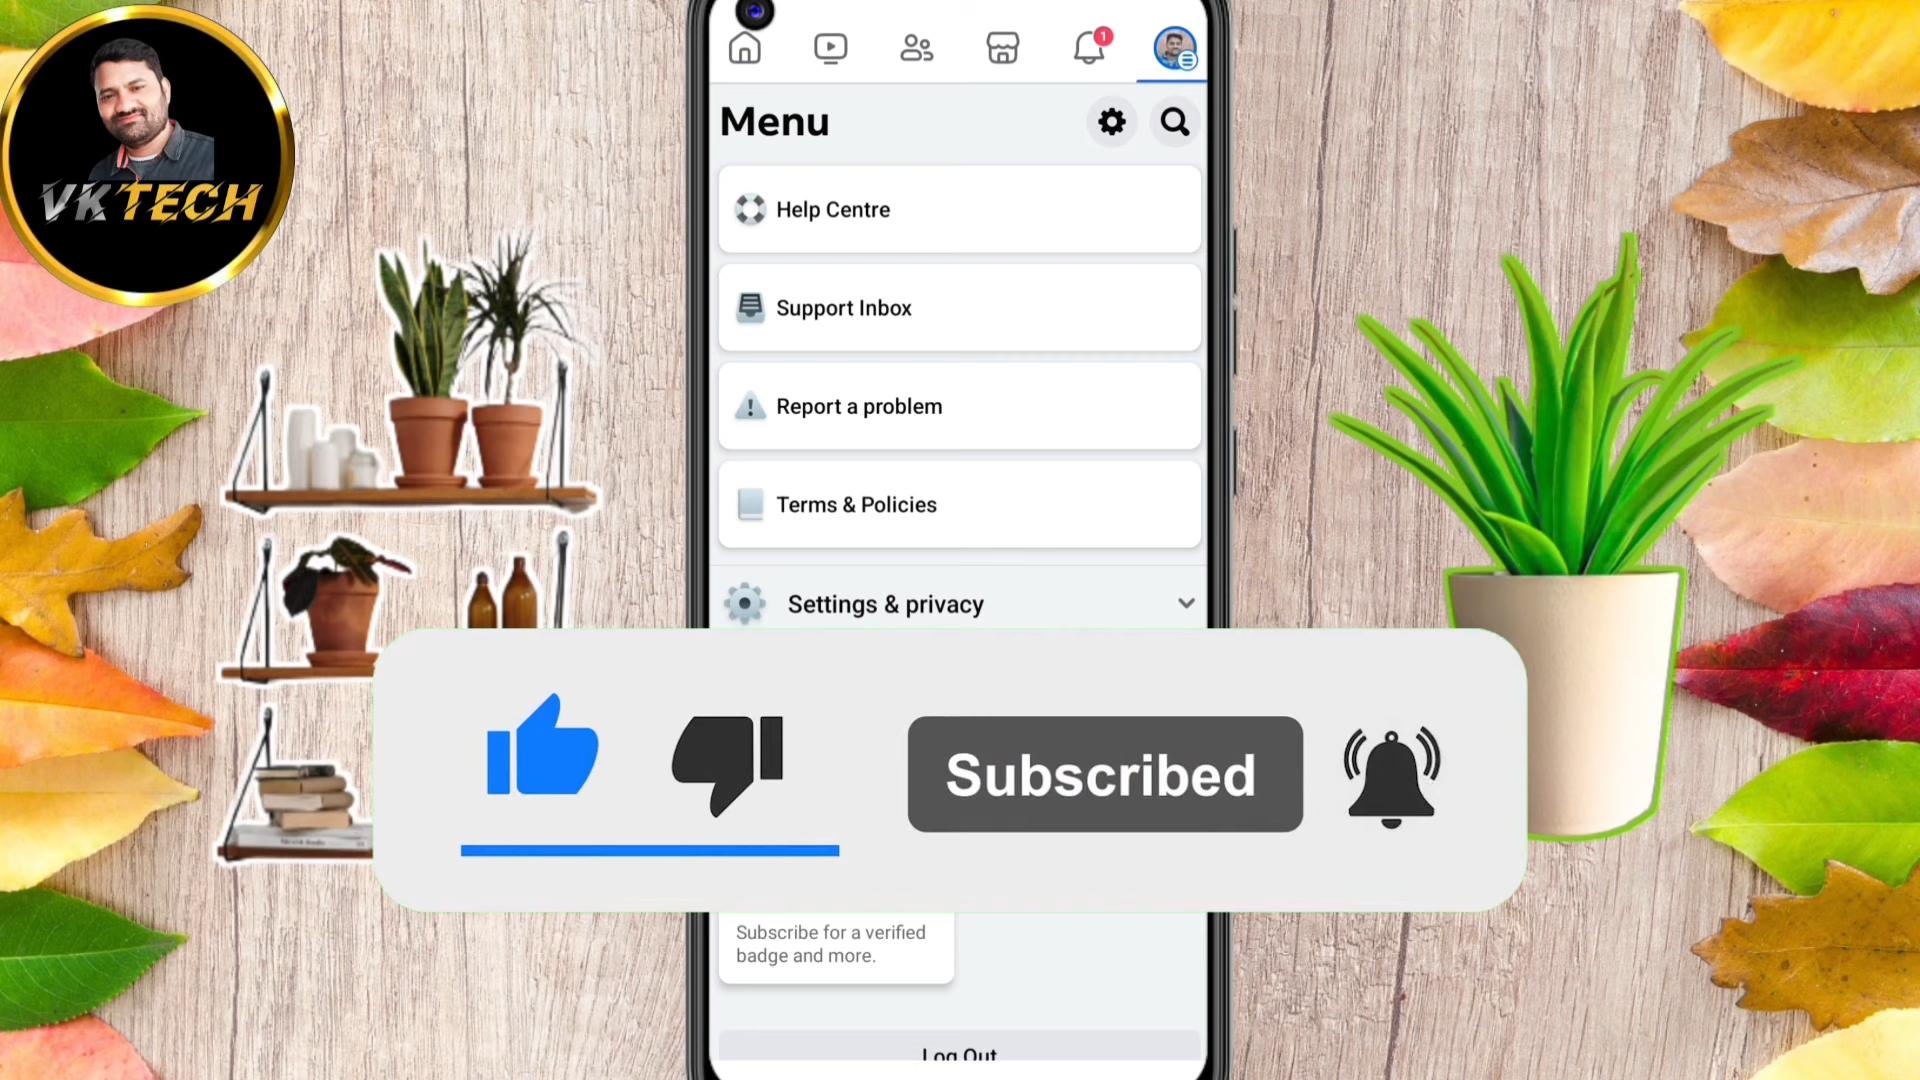 VKTECH
1
Menu
Help Centre
Support Inbox
Report a problem
Terms & Policies
Settings & privacy
Subscribed
Subscribe for a verified
badge and more.
Log Out